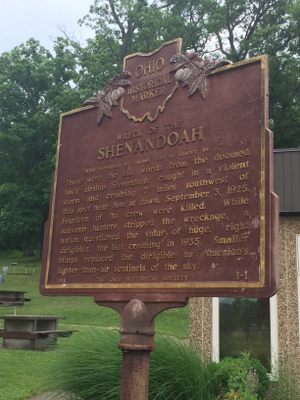 OHIO
HISTORICAL
MARKER
WRECK OF THE
SHENANDOAH
These were the last words from the doomed
Navy airship Shenandoah. Caught in a violent
storm and crashing 7 miles southwest of
this spot near Ava at dawn, September 3, 1925.
Fourteen of its crew were killed. While
souvenir hunters stripped the wreckage, a
nation questioned the value of huge, rigid
dirigibles, the last crashing in 1935. Smaller
blimps replaced the dirigible as America's
lighter-than-air sentinels of the sky.
THE OHIO HISTORICAL SOCIETY
1-1